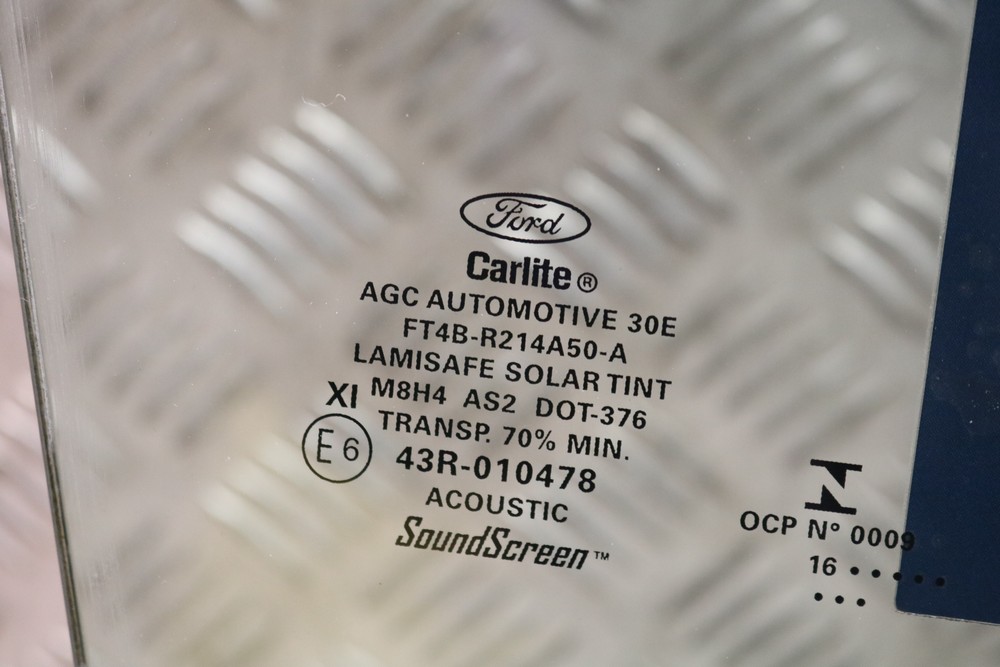 Ford
Carlite ®
AGC AUTOMOTIVE 30E
FT4B-R214A50-A
LAMISAFE SOLAR TINT
XI M8H4 AS2 DOT-376
TRANSP. 70% MIN.
E6 43R-010478
ACOUSTIC
SoundScreen™
OCP N° 0009
16 •••••
•••